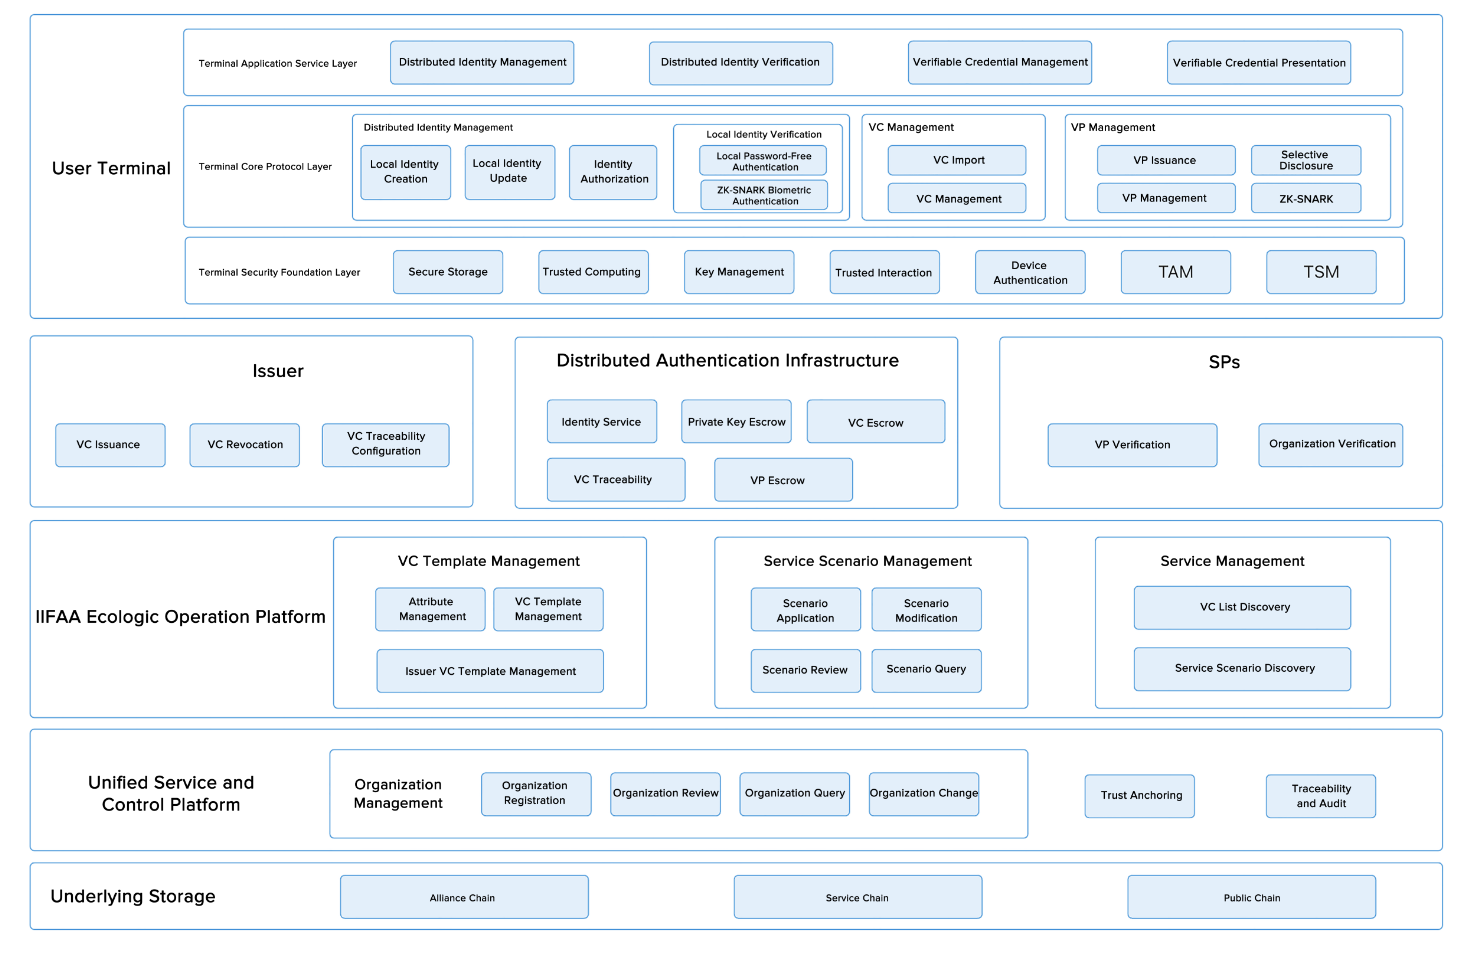 Terminal Application Service Layer
Distributed Identity Management
Distributed Identity Verification
Verifiable Credential Management
Verifiable Credential Presentation
User Terminal
Terminal Core Protocol Layer
Distributed Identity Management
Local Identity
Creation
Local Identity
Update
Identity
Authorization
Local Identity Verification
Local Password-Free
Authentication
ZK-SNARK Biometric
Authentication
VC Management
VC Import
VC Management
VP Management
VP Issuance
Selective
Disclosure
VP Management
ZK-SNARK
Terminal Security Foundation Layer
Secure Storage
Trusted Computing
Key Management
Trusted Interaction
Device
Authentication
TAM
TSM
Issuer
VC Issuance
VC Revocation
VC Traceability
Configuration
Distributed Authentication Infrastructure
Identity Service
Private Key Escrow
VC Escrow
VC Traceability
VP Escrow
SPs
VP Verification
Organization Verification
IIFAA Ecologic Operation Platform
VC Template Management
Attribute
Management
VC Template
Management
Issuer VC Template Management
Service Scenario Management
Scenario
Application
Scenario
Modification
Scenario Review
Scenario Query
Service Management
VC List Discovery
Service Scenario Discovery
Unified Service and
Control Platform
Organization
Management
Organization
Registration
Organization Review
Organization Query
Organization Change
Trust Anchoring
Traceability
and Audit
Underlying Storage
Alliance Chain
Service Chain
Public Chain